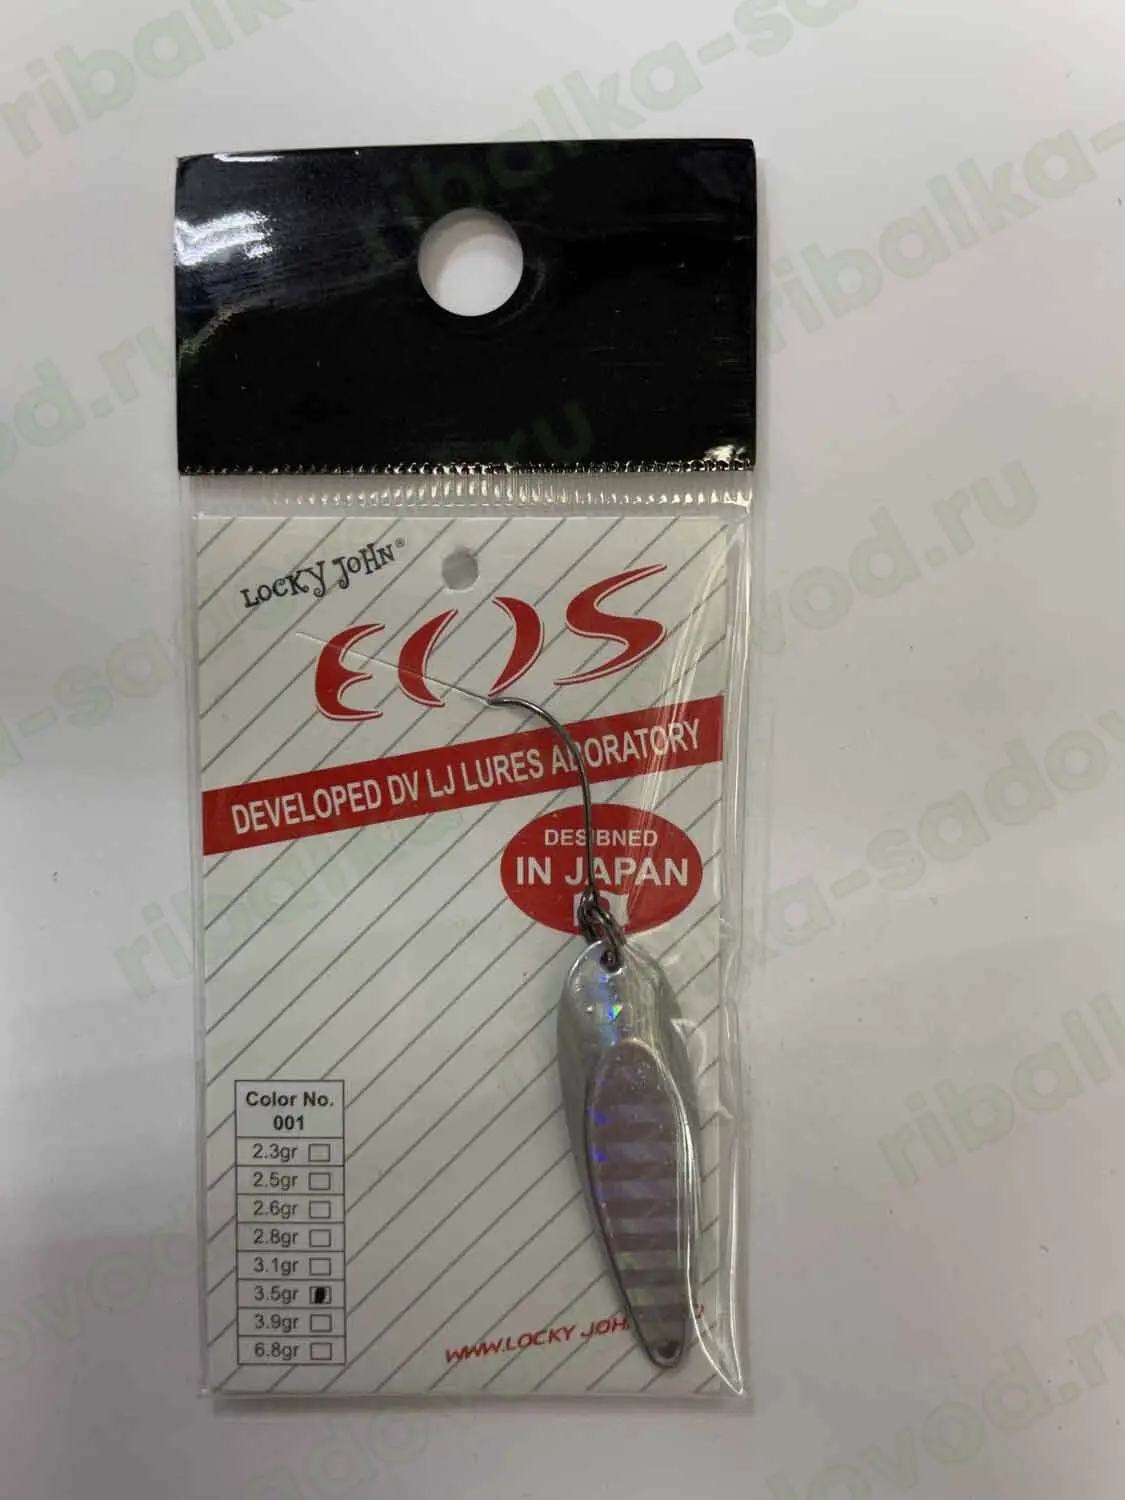 LOCKY JOHN®
EOS
DEVELOPED DV LJ LURES ABORATORY
DESIBNED
IN JAPAN
Color No.
001
2.3gr
2.5gr
2.6gr
2.8gr
3.1gr
3.5gr
3.9gr
6.8gr
WWW.LOCKY JOH
ribalka-sadovod.ru